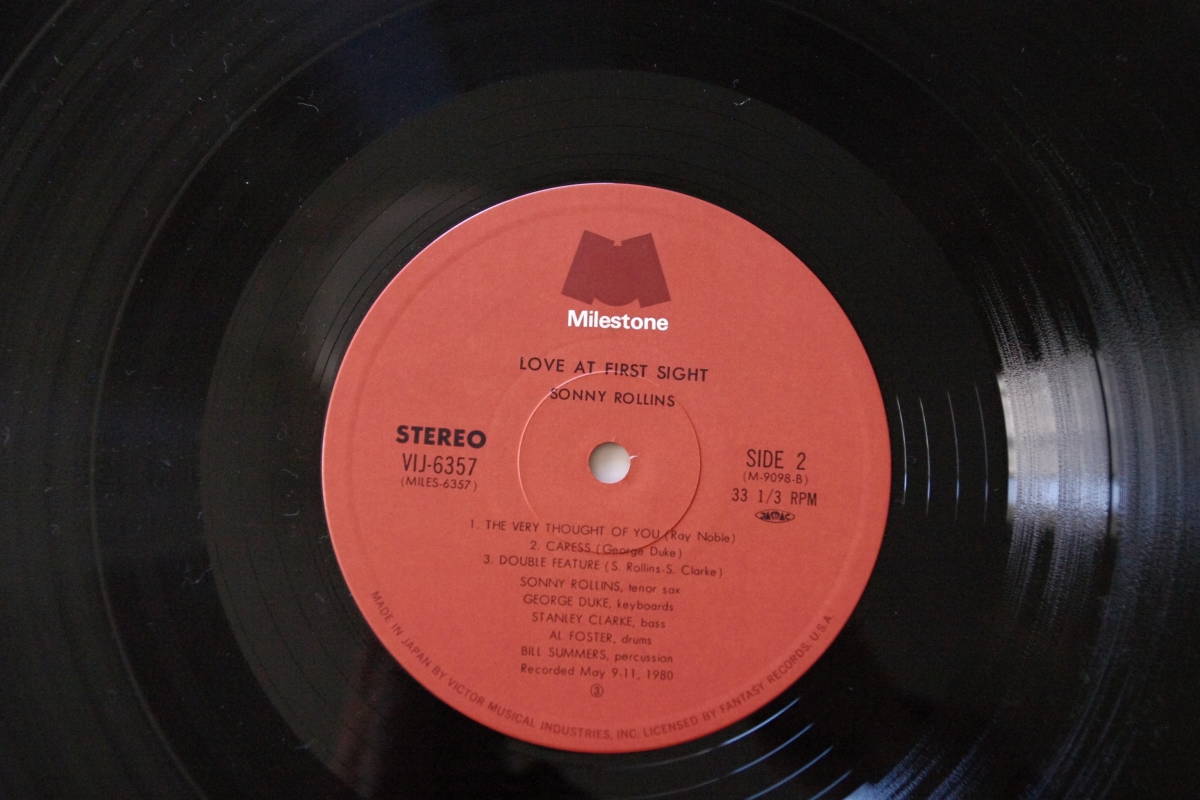 Milestone
LOVE AT FIRST SIGHT
SONNY ROLLINS
STEREO
VIJ-6357
(MILES-6357)
SIDE 2
(M-9098-B)
33 1/3 RPM
JASRAC
1. THE VERY THOUGHT OF YOU (Ray Noble)
2. CARESS (George Duke)
3. DOUBLE FEATURE (S. Rollins-S. Clarke)
SONNY ROLLINS, tenor sax
GEORGE DUKE, keyboards
STANLEY CLARKE, bass
AL FOSTER, drums
BILL SUMMERS, percussion
Recorded May 9-11, 1980
③
MADE IN JAPAN BY VICTOR MUSICAL INDUSTRIES, INC. LICENSED BY FANTASY RECORDS, U.S.A